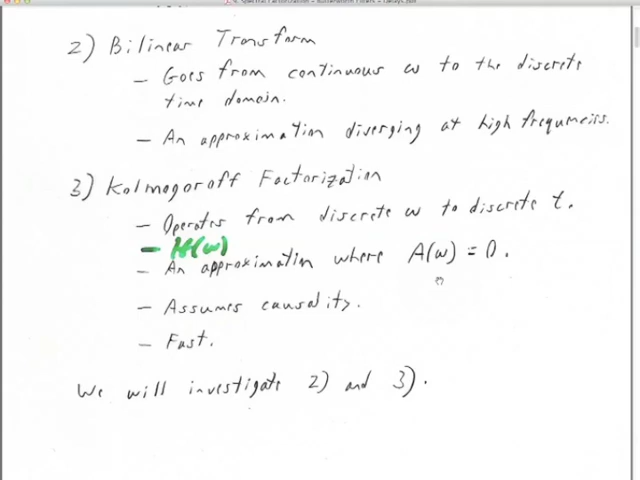 2) Bilinear Transform
- Goes from continuous ω to the discrete
time domain.
- An approximation diverging at high frequencies.
3) Kolmogoroff Factorization
- Operates from discrete ω to discrete t.
-
- An approximation where A(ω) = 0.
- Assumes causality.
- Fast.
We will investigate 2) and 3).